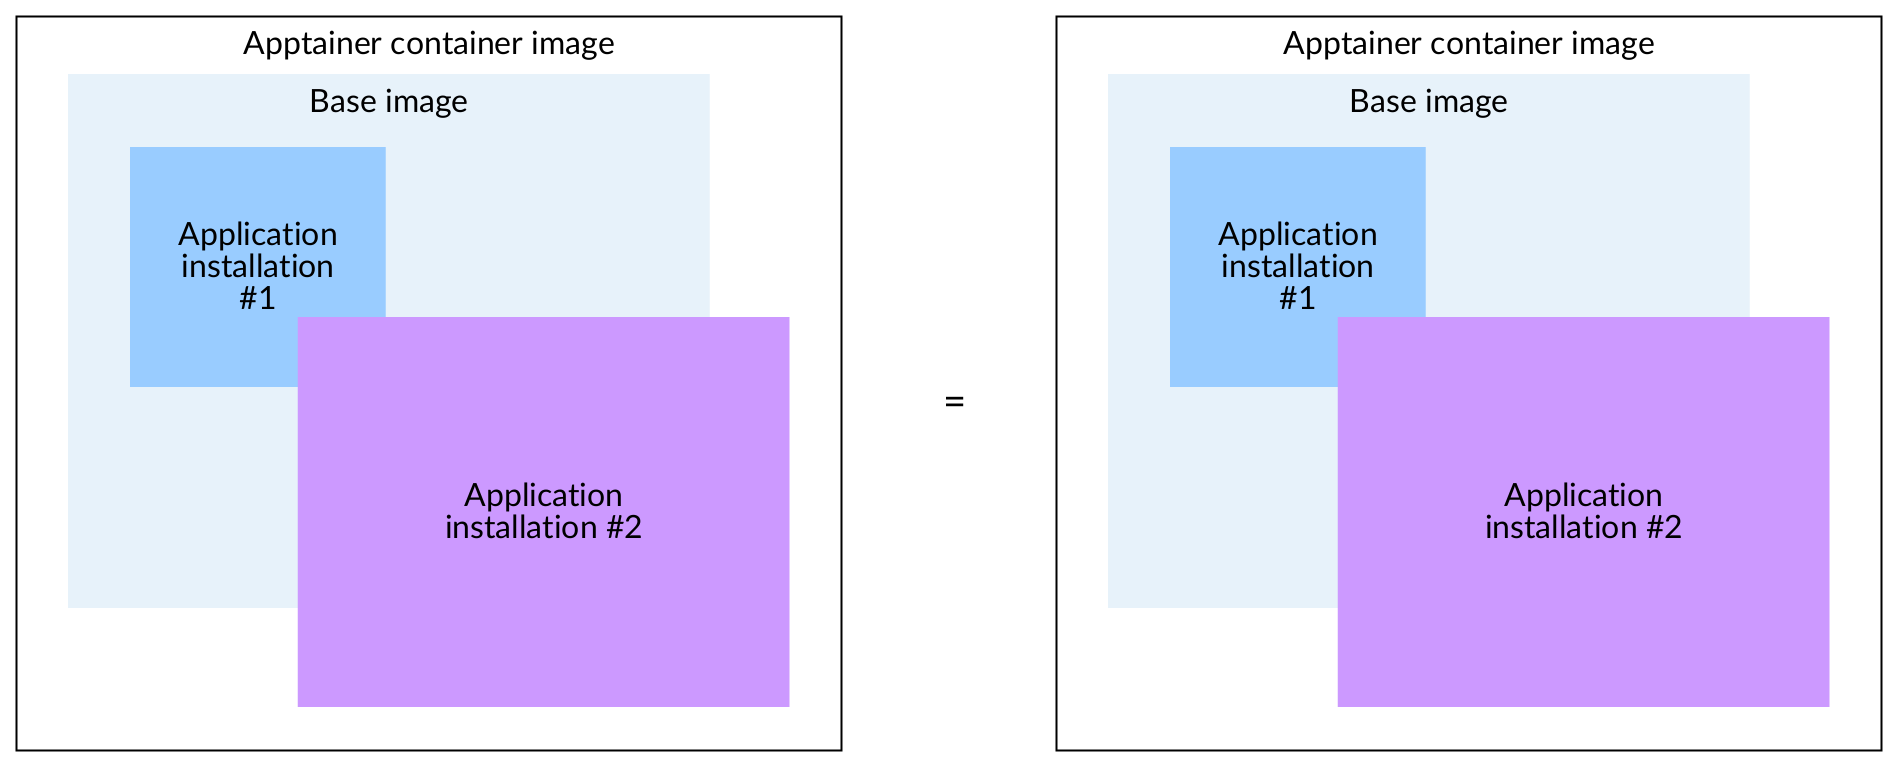 Apptainer container image
Base image
Application
installation
#1
Application
installation #2
=
Apptainer container image
Base image
Application
installation
#1
Application
installation #2